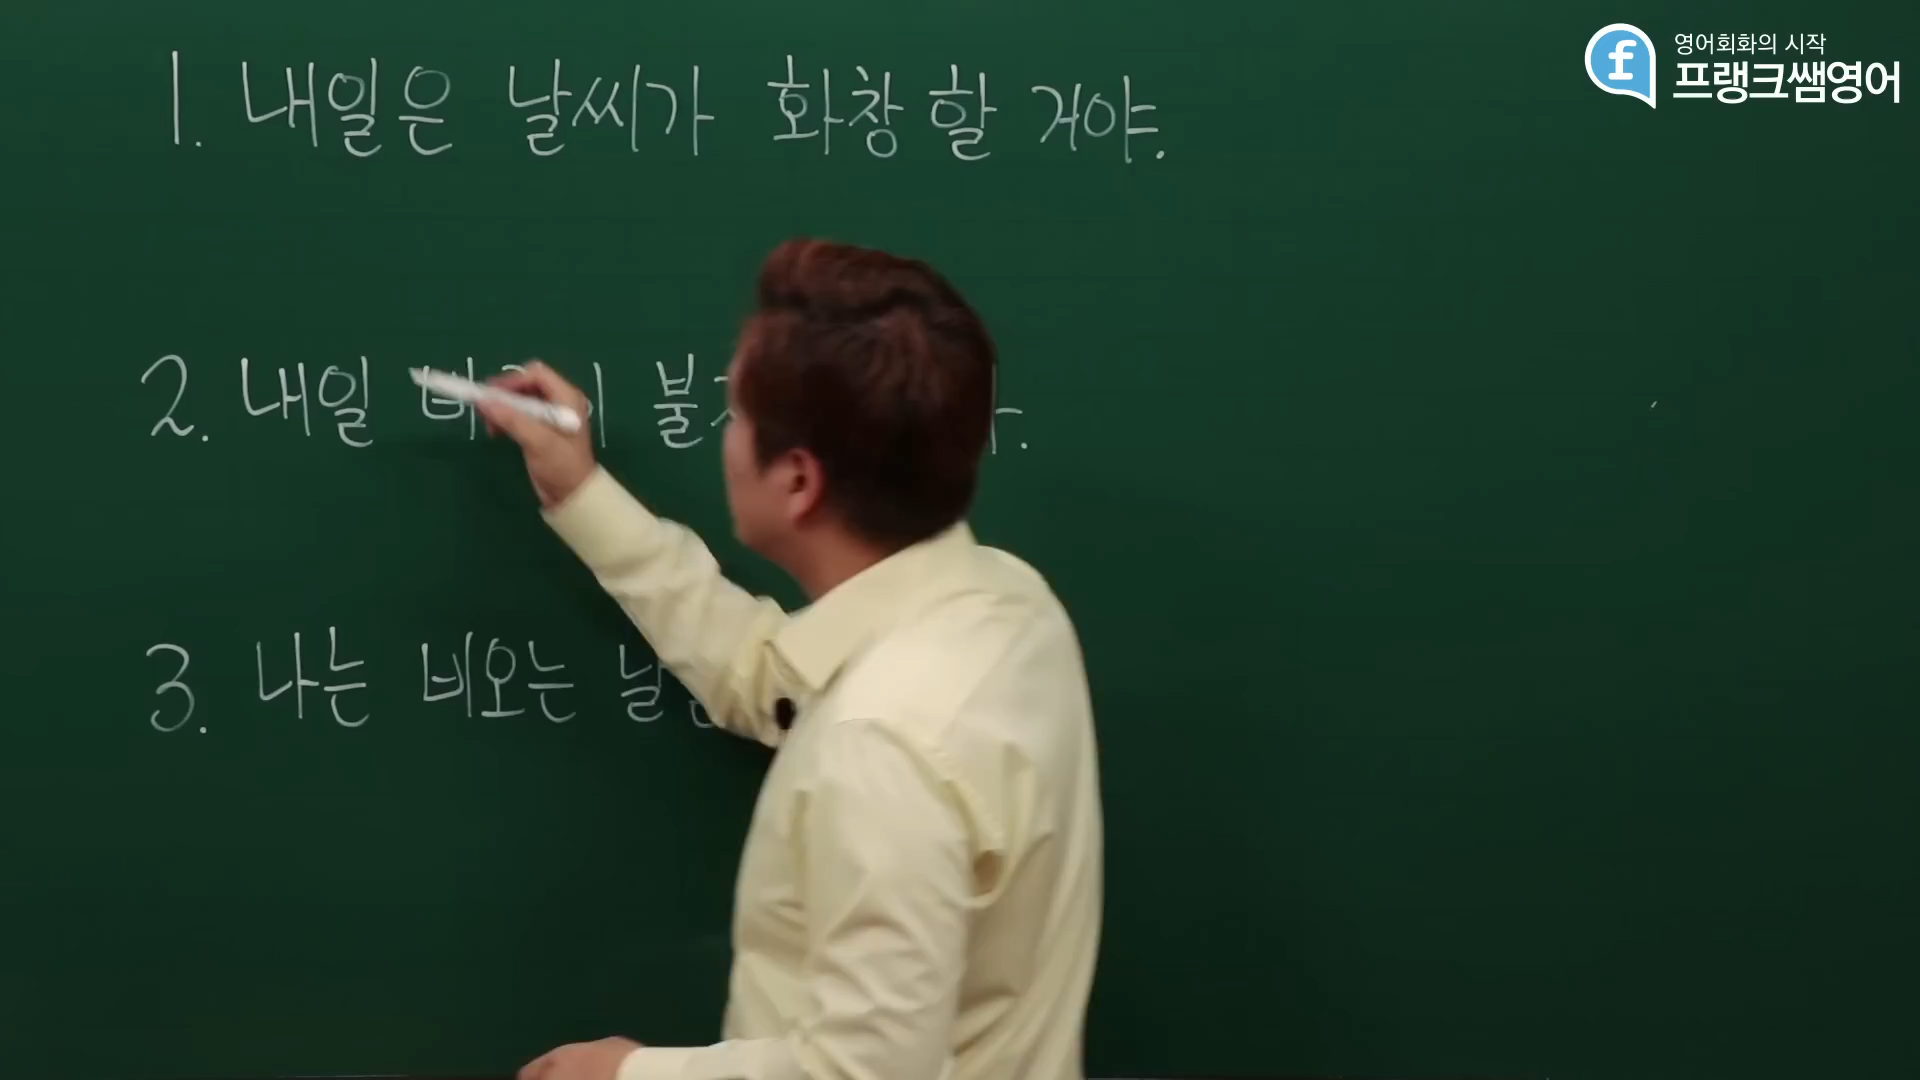 영어회화의 시작
프랭크쌤영어
1. 내일은 날씨가 화창할 거야.
2. 내일
3. 나는 비오는